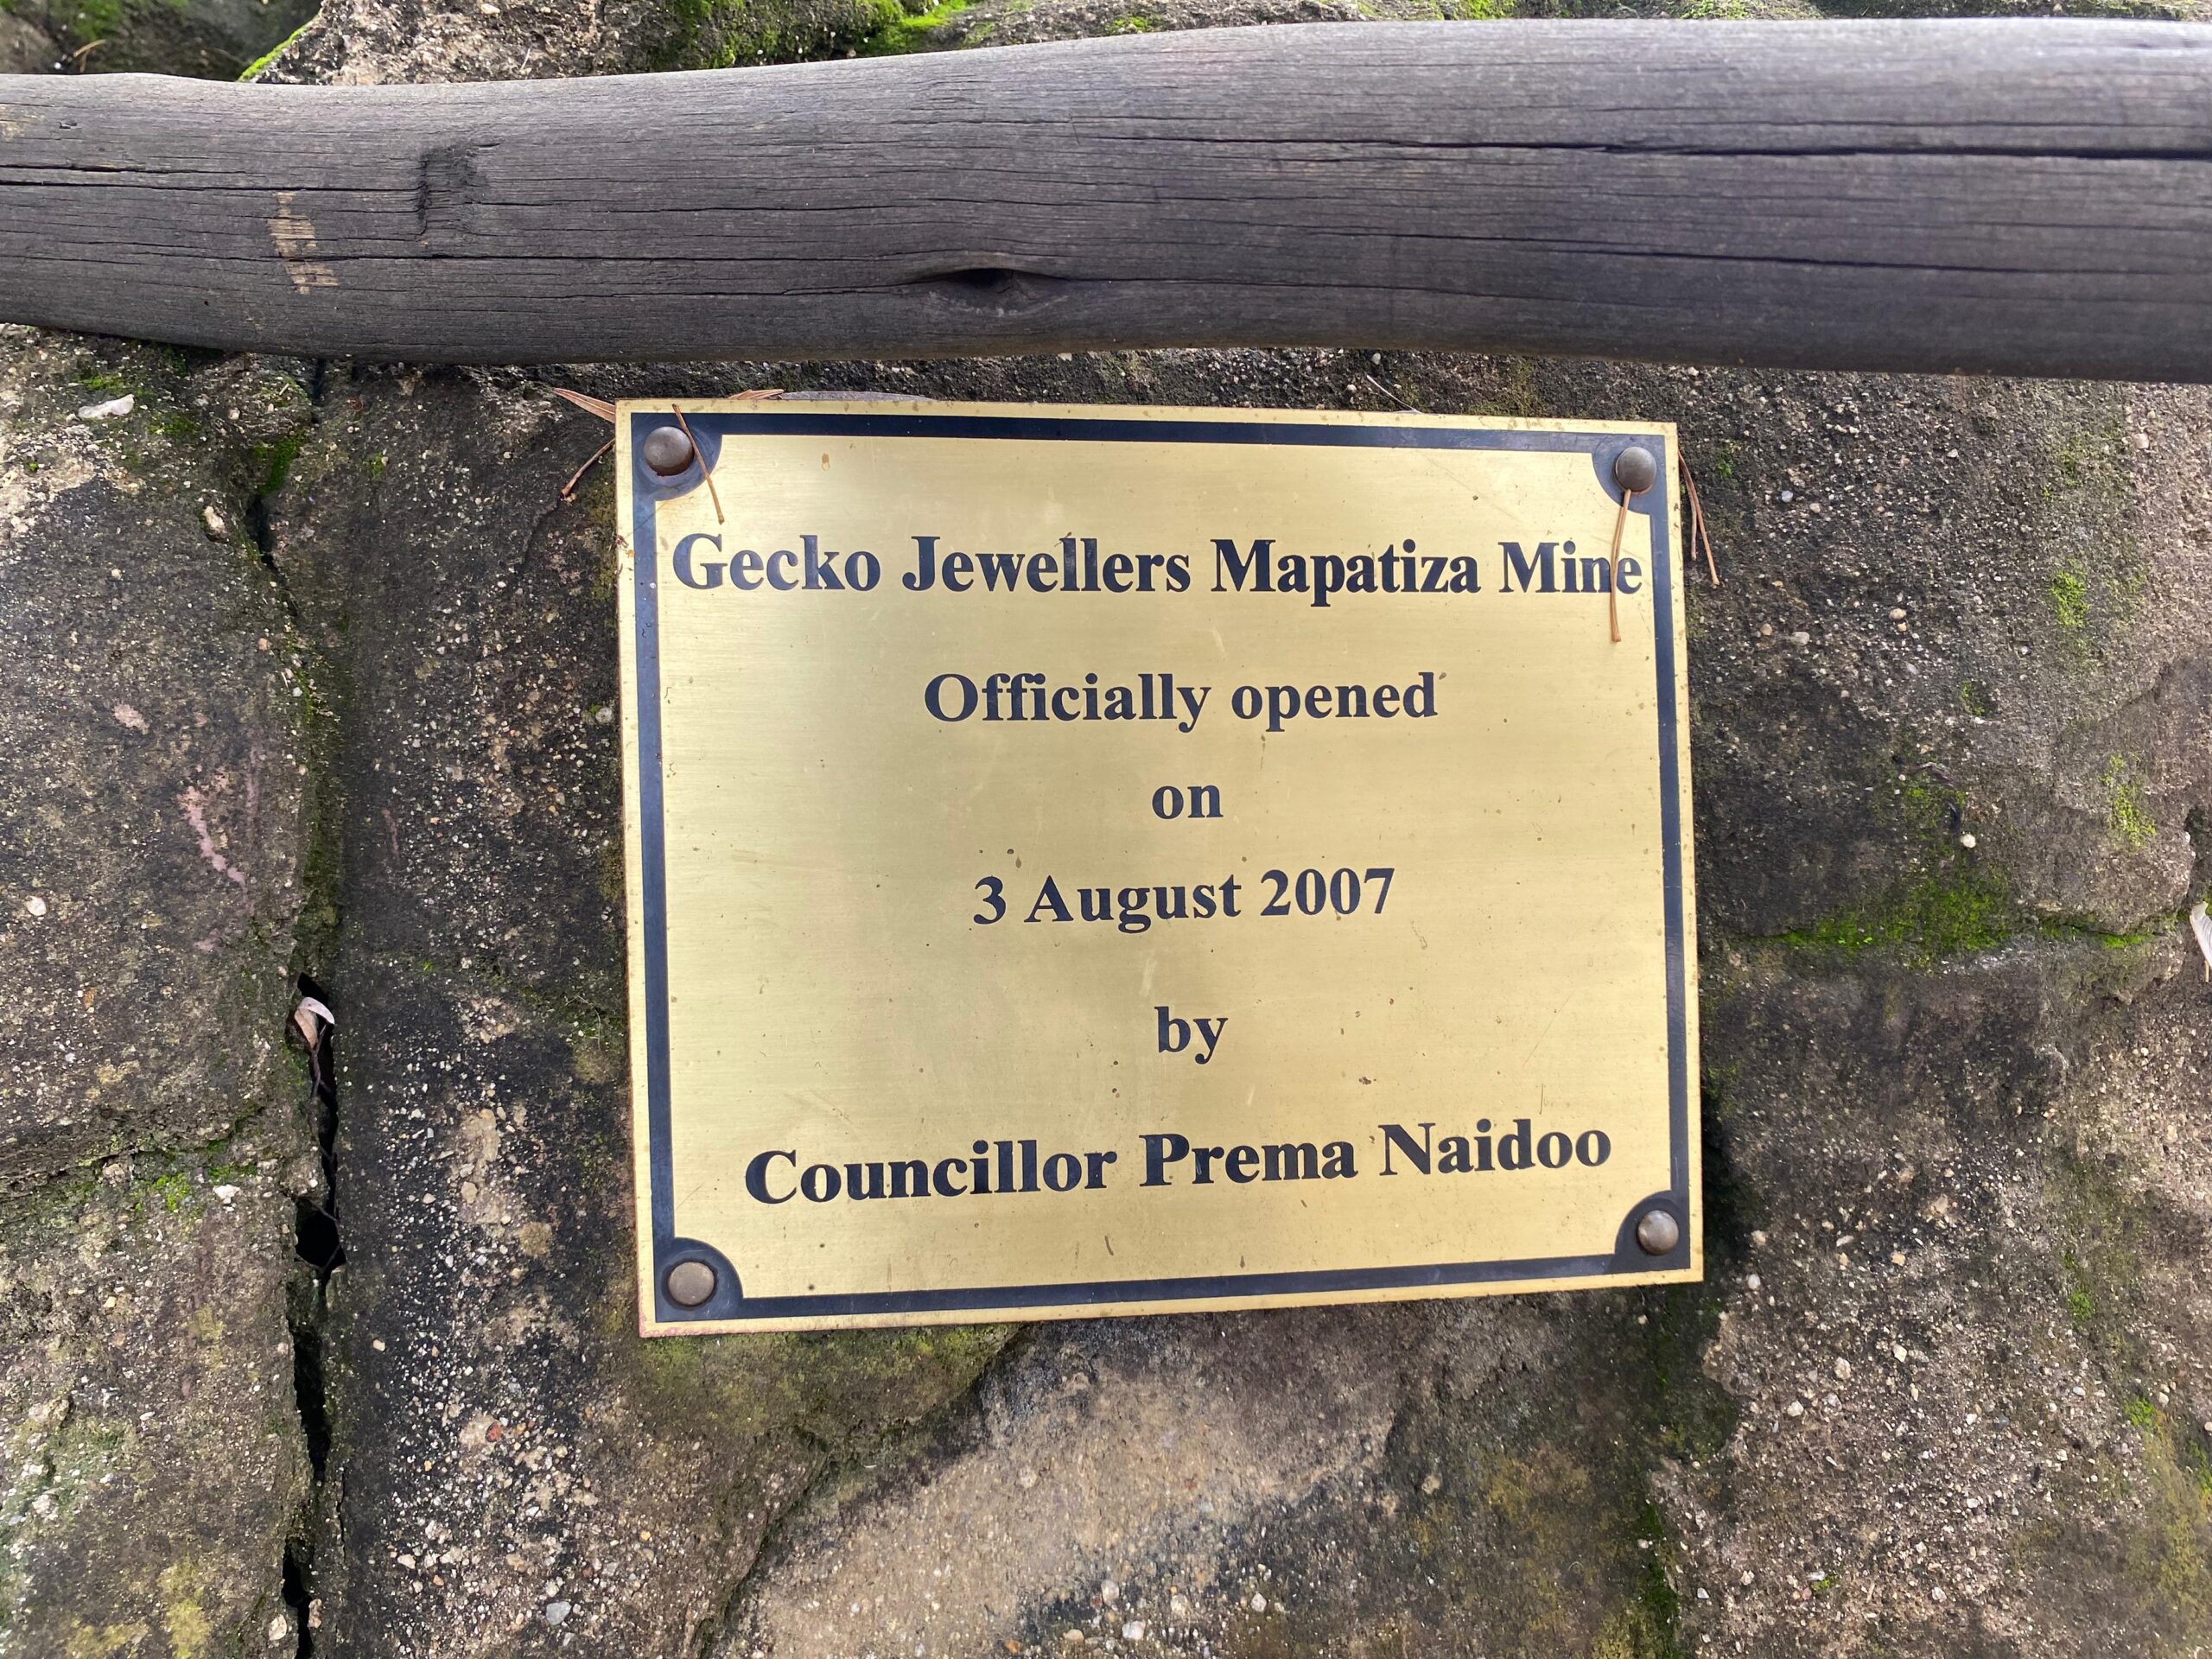 Gecko Jewellers Mapatiza Mine
Officially opened
on
3 August 2007
by
Councillor Prema Naidoo